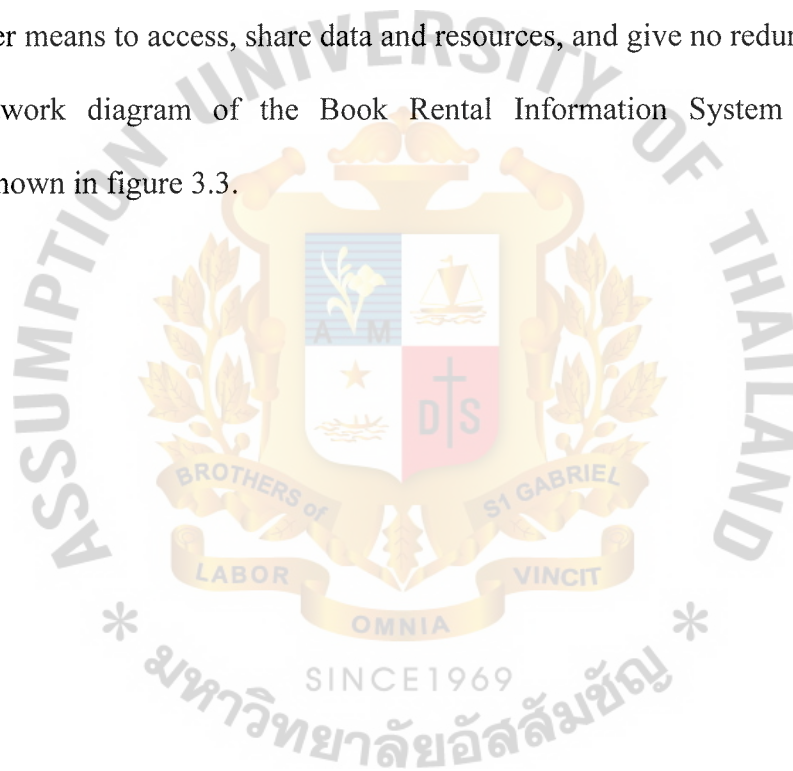 er means to access, share data and resources, and give no redun
work diagram of the Book Rental Information System
hown in figure 3.3.
ASSUMPTION UNIVERSITY OF THAILAND
A M
D S
BROTHERS of S1 GABRIEL
LABOR VINCIT
OMNIA
SINCE1969
* มหาวิทยาลัยอัสสัมชัญ *